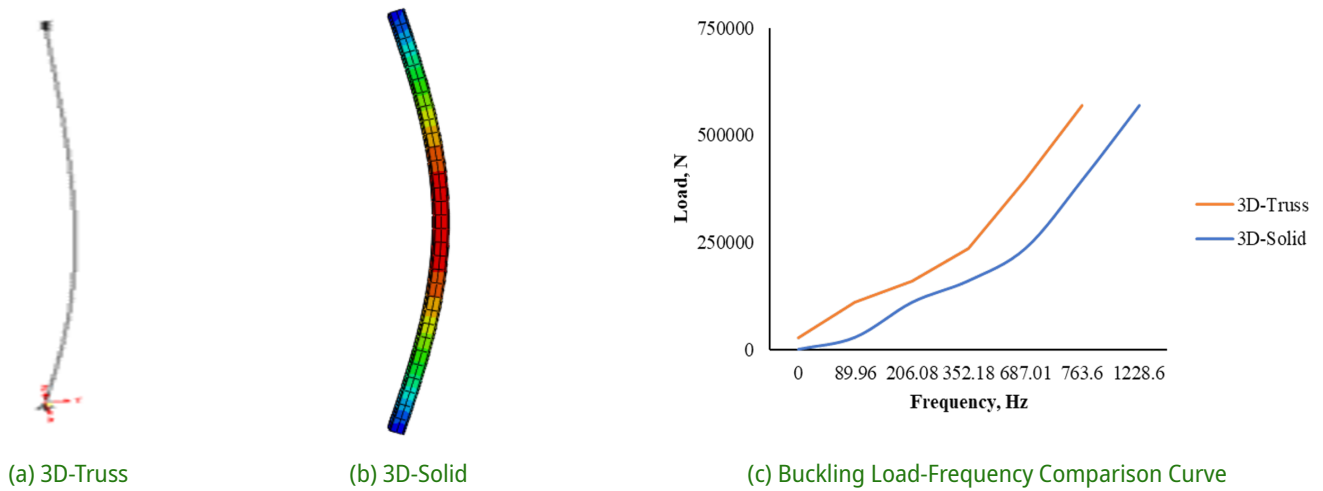 750000
500000
250000
0
Load, N
0 89.96 206.08 352.18 687.01 763.6 1228.6
Frequency, Hz
3D-Truss
3D-Solid
(a) 3D-Truss
(b) 3D-Solid
(c) Buckling Load-Frequency Comparison Curve